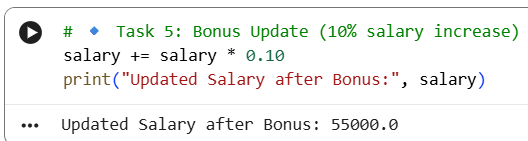 # 🔹 Task 5: Bonus Update (10% salary increase)
salary += salary * 0.10
print("Updated Salary after Bonus:", salary)
Updated Salary after Bonus: 55000.0